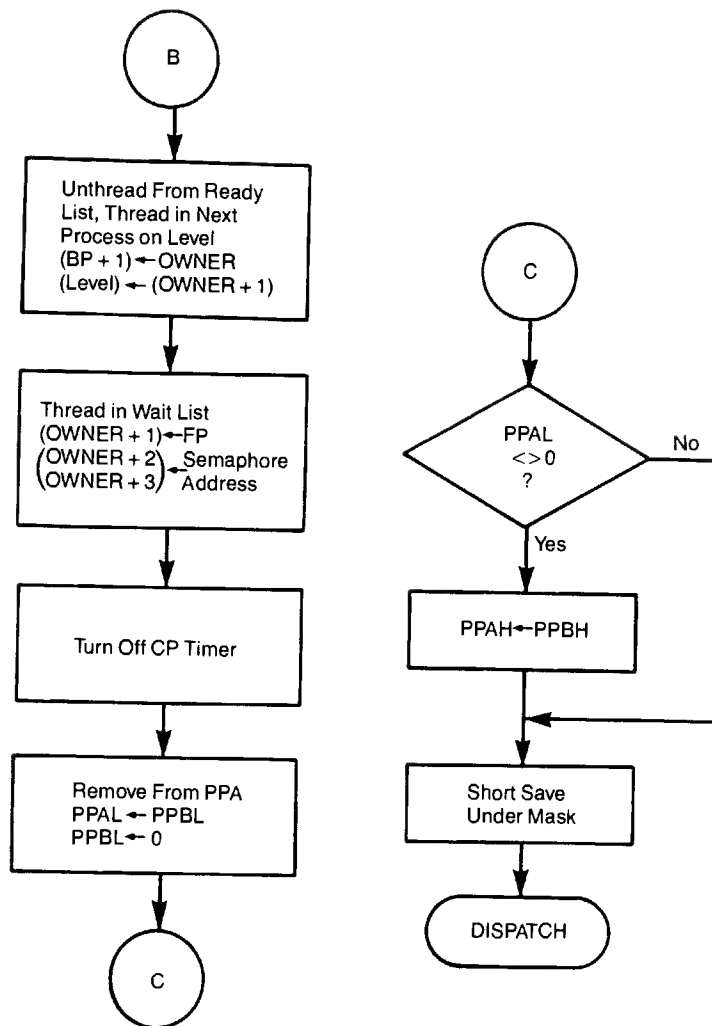 B
Unthread From Ready
List, Thread in Next
Process on Level
(BP + 1) ← OWNER
(Level) ← (OWNER + 1)
Thread in Wait List
(OWNER + 1) ← FP
(OWNER + 2) ← Semaphore
(OWNER + 3) Address
Turn Off CP Timer
Remove From PPA
PPAL ← PPBL
PPBL ← 0
C
C
PPAL
<> 0
?
No
Yes
PPAH ← PPBH
Short Save
Under Mask
DISPATCH